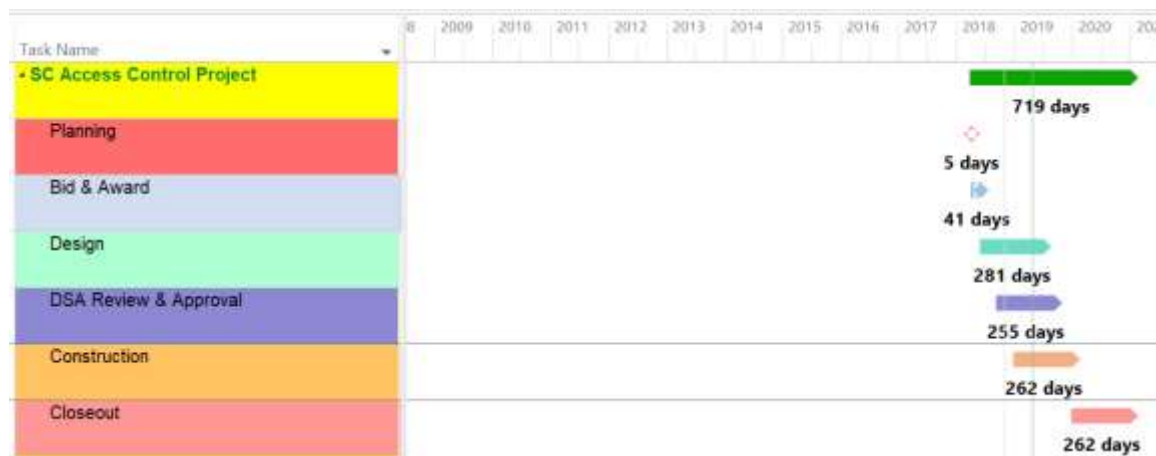 8 2009 2010 2011 2012 2013 2014 2015 2016 2017 2018 2019 2020 202
Task Name
SC Access Control Project
719 days
Planning
5 days
Bid & Award
41 days
Design
281 days
DSA Review & Approval
255 days
Construction
262 days
Closeout
262 days